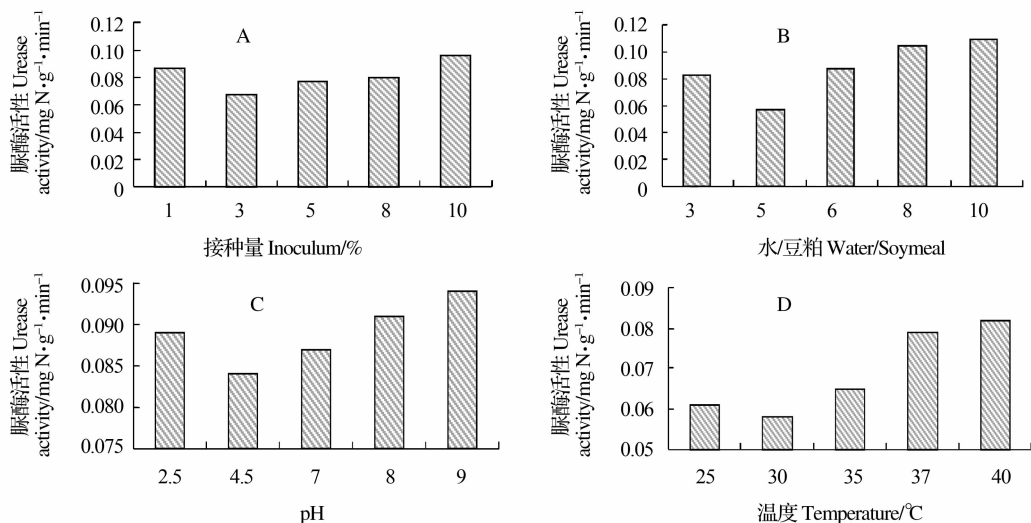 脲酶活性 Urease
activity/mg N•g⁻¹•min⁻¹
0.12
0.10
0.08
0.06
0.04
0.02
0
A
1 3 5 8 10
接种量 Inoculum/%
脲酶活性 Urease
activity/mg N•g⁻¹•min⁻¹
0.12
0.10
0.08
0.06
0.04
0.02
0
B
3 5 6 8 10
水/豆粕 Water/Soymeal
脲酶活性 Urease
activity/mg N•g⁻¹•min⁻¹
0.095
0.090
0.085
0.080
0.075
C
2.5 4.5 7 8 9
pH
脲酶活性 Urease
activity/mg N•g⁻¹•min⁻¹
0.09
0.08
0.07
0.06
0.05
D
25 30 35 37 40
温度 Temperature/℃